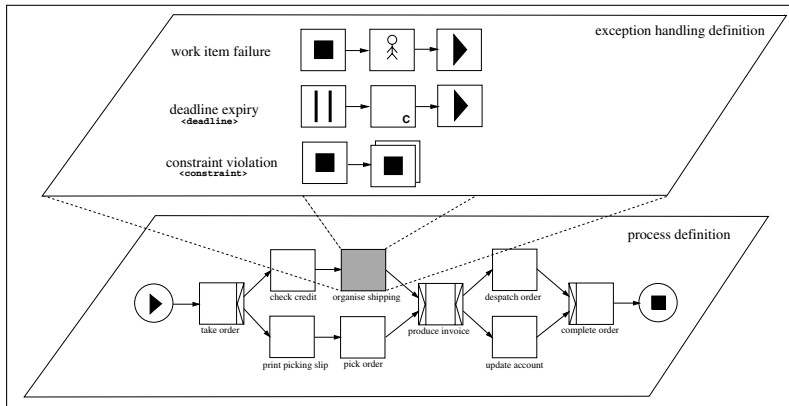 exception handling definition
work item failure
deadline expiry
<deadline>
C
constraint violation
<constraint>
process definition
check credit
organise shipping
despatch order
take order
produce invoice
complete order
print picking slip
pick order
update account